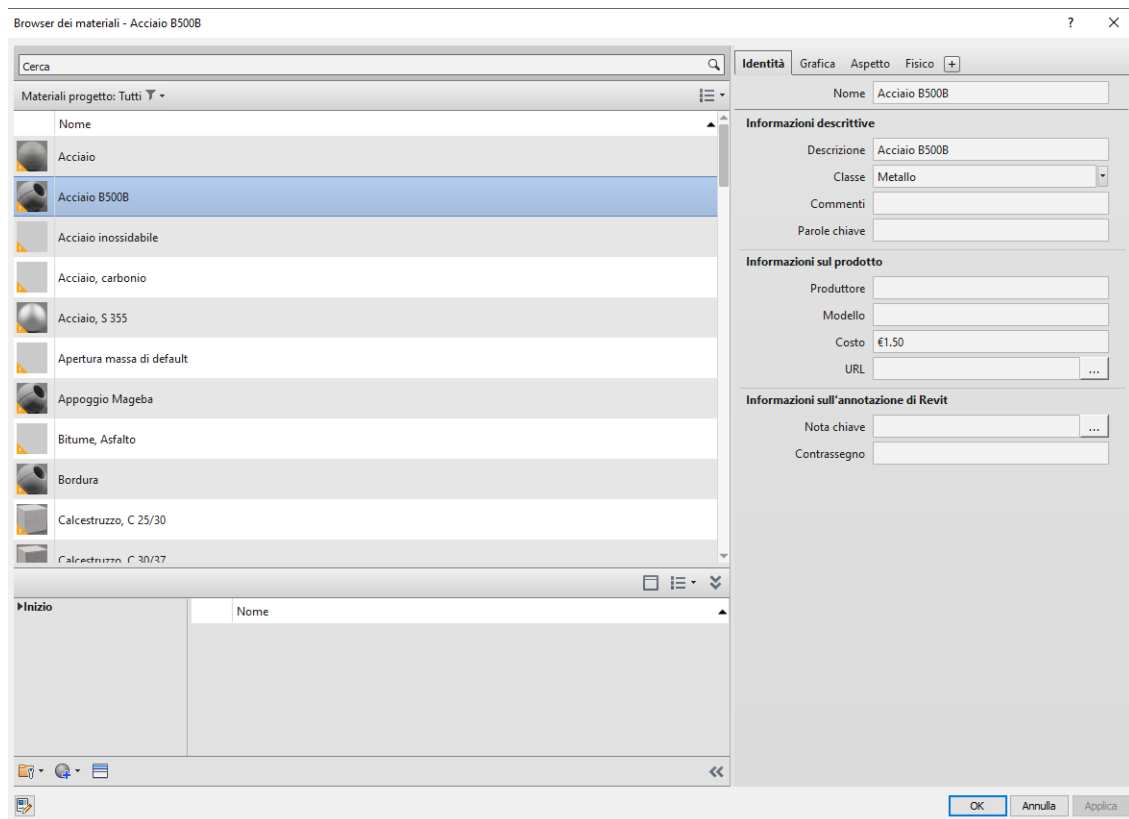 Browser dei materiali - Acciaio B500B
?
Cerca
Materiali progetto: Tutti
Nome
Acciaio
Acciaio B500B
Acciaio inossidabile
Acciaio, carbonio
Acciaio, S 355
Apertura massa di default
Appoggio Mageba
Bitume, Asfalto
Bordura
Calcestruzzo, C 25/30
Calcestruzzo, C 30/37
Inizio
Nome
Identità Grafica Aspetto Fisico +
Nome Acciaio B500B
Informazioni descrittive
Descrizione Acciaio B500B
Classe Metallo
Commenti
Parole chiave
Informazioni sul prodotto
Produttore
Modello
Costo €1.50
URL ...
Informazioni sull'annotazione di Revit
Nota chiave ...
Contrassegno
OK Annulla Applica